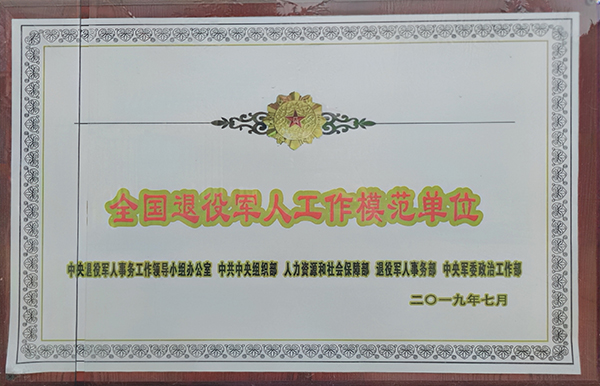 全国退役军人工作模范单位
中央退役军人事务工作领导小组办公室 中共中央组织部 人力资源和社会保障部 退役军人事务部 中央军委政治工作部
二〇一九年七月